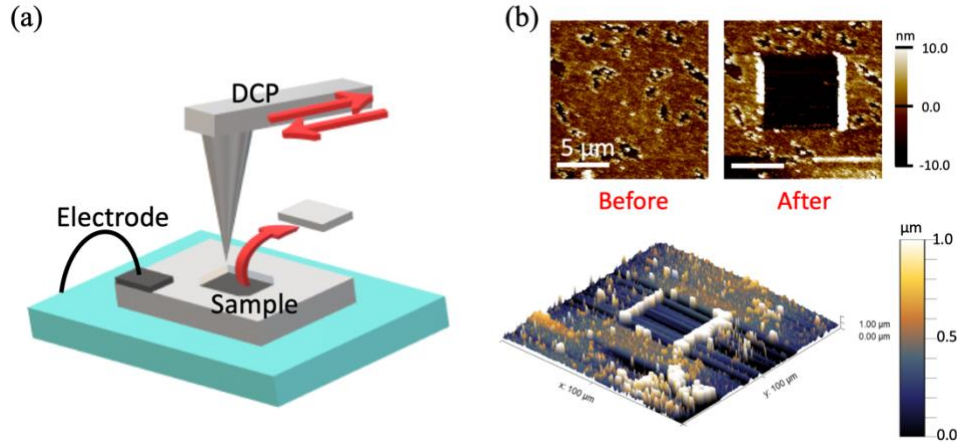 (a)
DCP
Electrode
Sample
(b)
nm
10.0
0.0
-10.0
5 μm
Before
After
μm
1.0
0.5
0.0
1.00 μm
0.00 μm
x: 100 μm
y: 100 μm